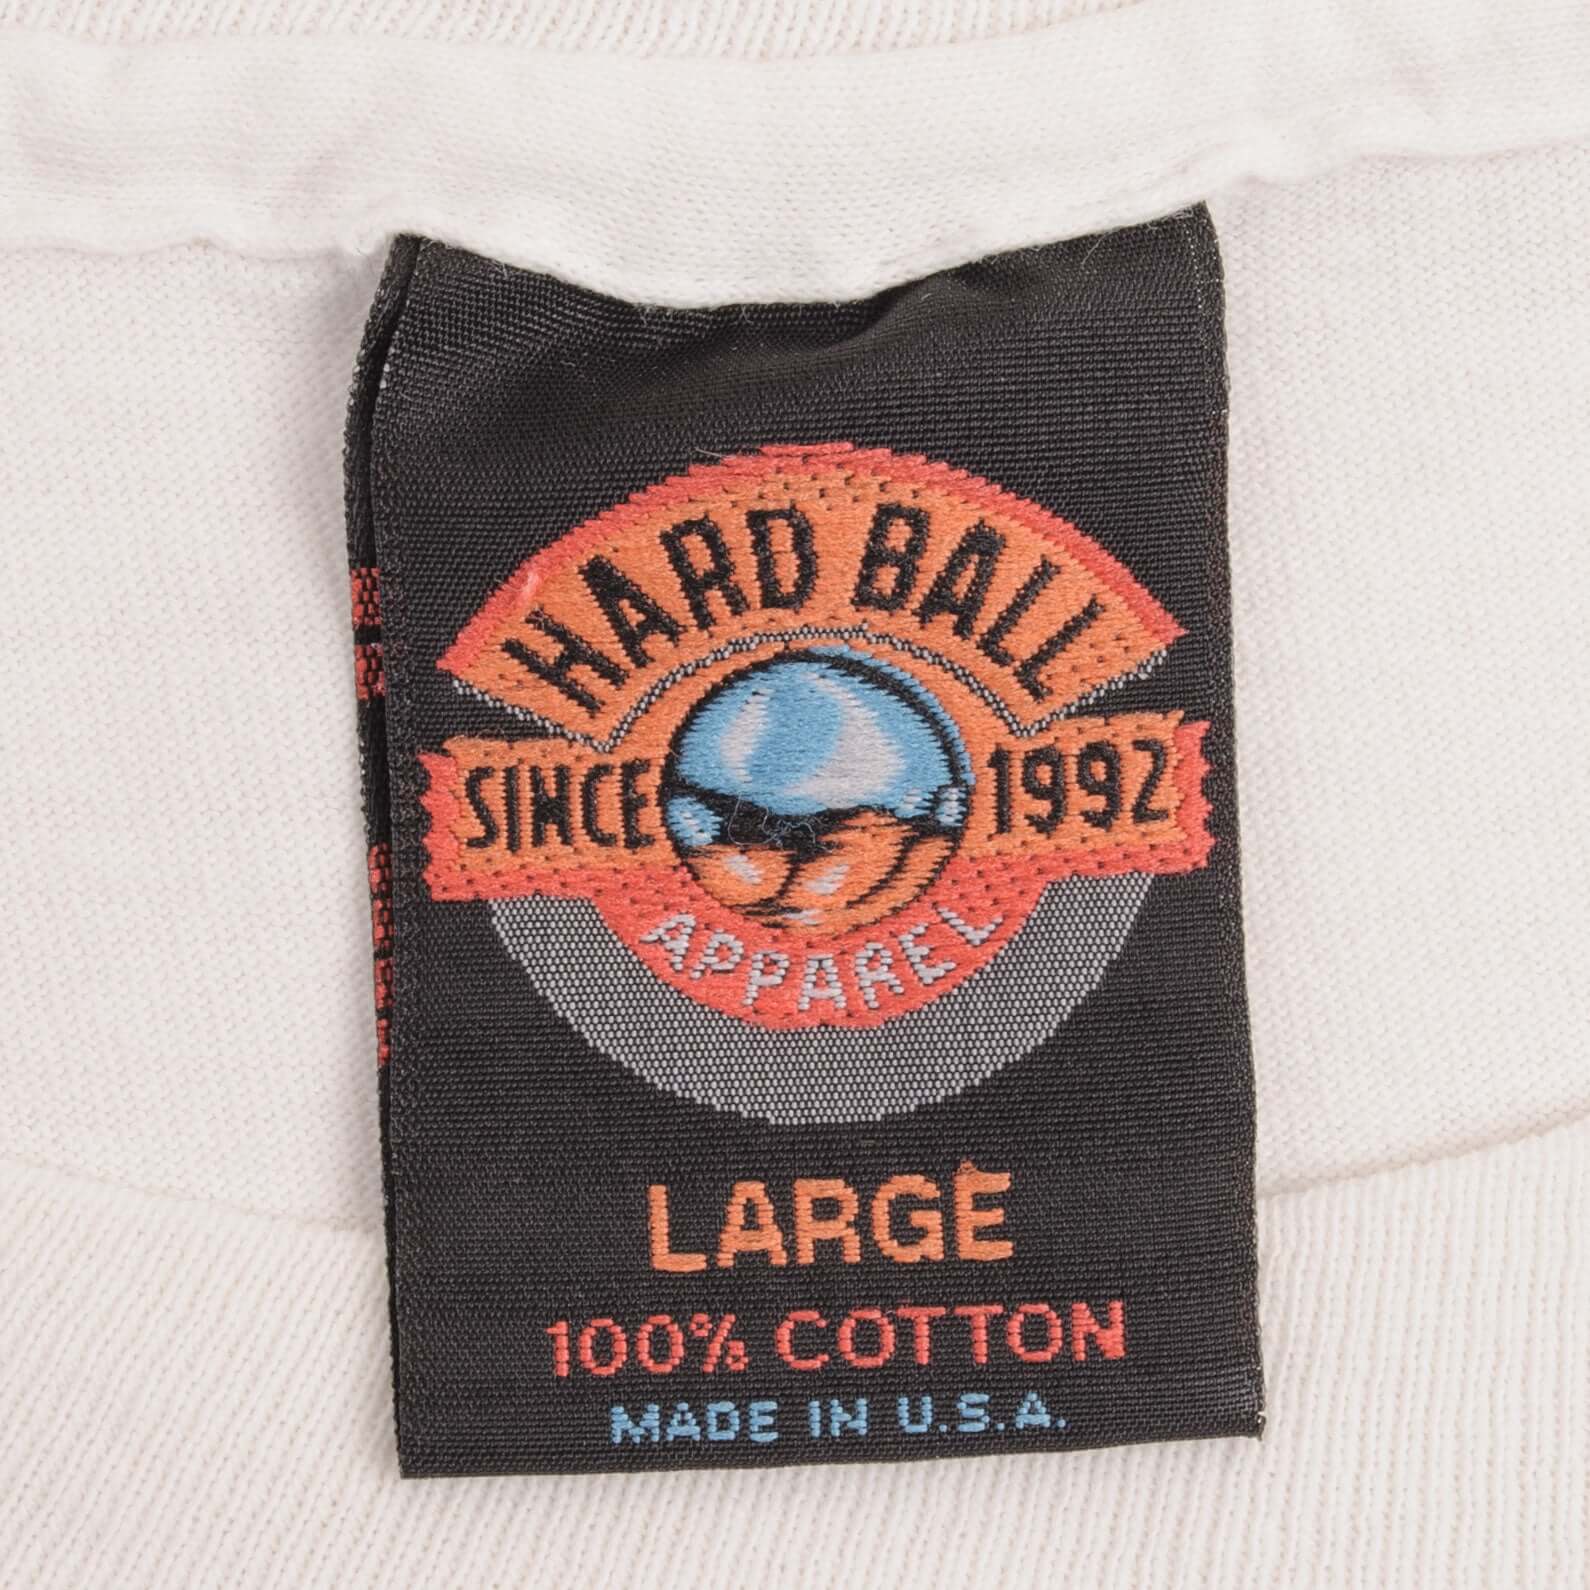 HARD BALL
SINCE 1992
APPAREL
LARGE
100% COTTON
MADE IN U.S.A.